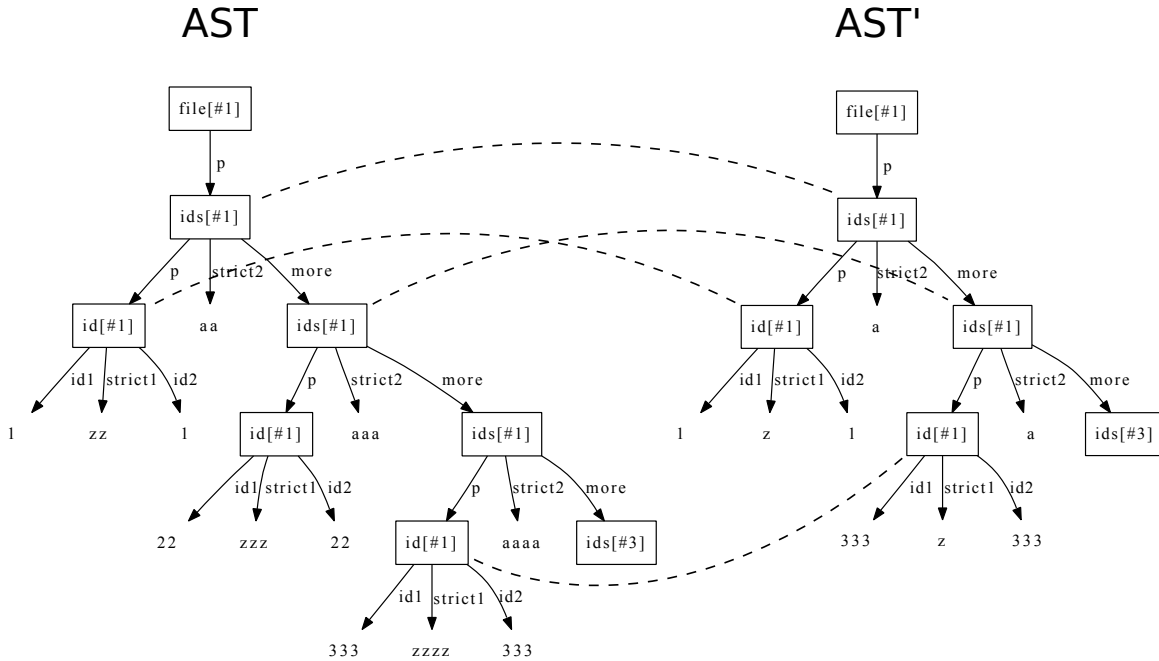 AST AST'
file[#1] file[#1]
p p
ids[#1] ids[#1]
p strict2 more p strict2 more
id[#1] aa ids[#1] id[#1] a ids[#1]
id1 strict1 id2 p strict2 more id1 strict1 id2 p strict2 more
1 zz 1 id[#1] aaa ids[#1] 1 z 1 id[#1] a ids[#3]
id1 strict1 id2 p strict2 more id1 strict1 id2
22 zzz 22 id[#1] aaaa ids[#3] 333 z 333
id1 strict1 id2
333 zzzz 333